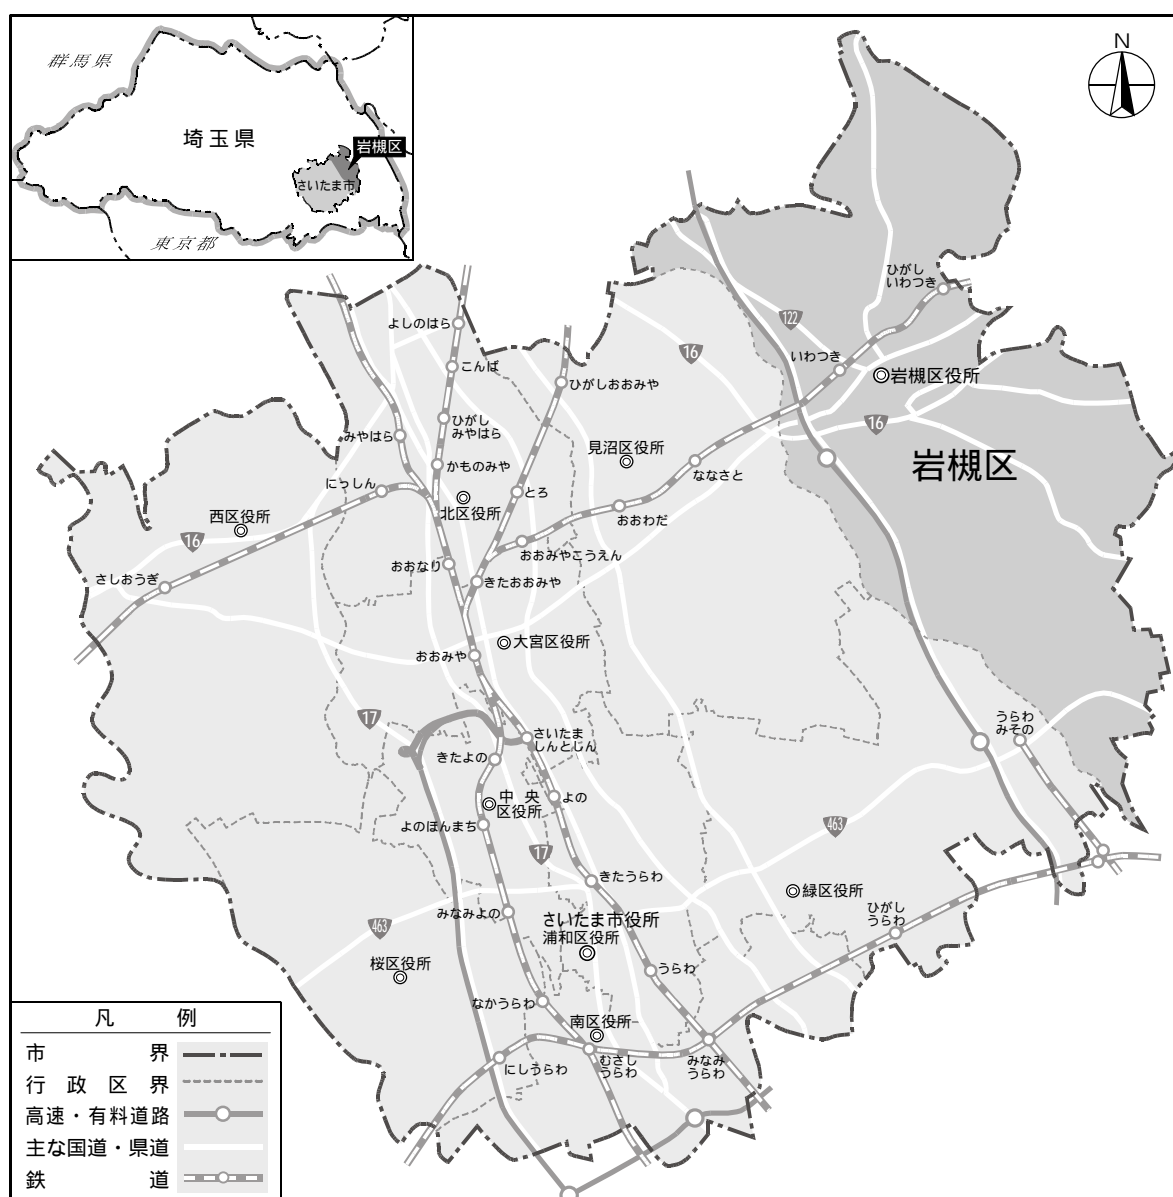 群馬県
埼玉県
岩槻区
さいたま市
東京都
N
ひがし
いわつき
よしのはら
122
16
いわつき
岩槻区役所
こんば
ひがしおおみや
ひがし
みやはら
みやはら
見沼区役所
16
岩槻区
かものみや
ななさと
にっしん
とろ
北区役所
おおわだ
西区役所
16
おおみやこうえん
おおなり
さしおうぎ
きたおおみや
大宮区役所
おおみや
17
うらわ
みその
さいたま
しんとじん
きたよの
中央
区役所
よの
よのほんまち
463
17
きたうらわ
緑区役所
ひがし
うらわ
みなみよの
463
さいたま市役所
浦和区役所
桜区役所
うらわ
なかうらわ
南区役所
にしうらわ
むさし
うらわ
みなみ
うらわ
凡例
市界
行政区界
高速・有料道路
主な国道・県道
鉄道